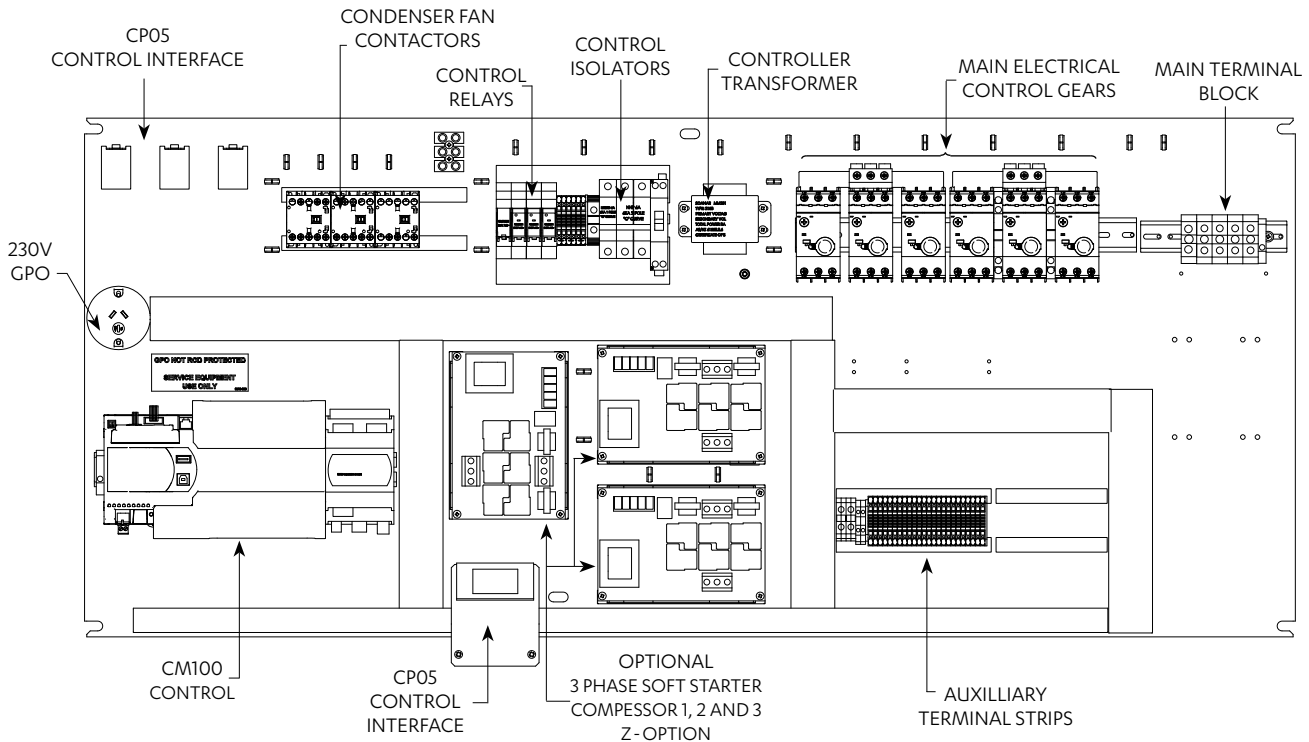 CP05
CONTROL INTERFACE
CONDENSER FAN
CONTACTORS
CONTROL
RELAYS
CONTROL
ISOLATORS
CONTROLLER
TRANSFORMER
MAIN ELECTRICAL
CONTROL GEARS
MAIN TERMINAL
BLOCK
230V
GPO
GPO NOT RCD PROTECTED
SERVICE EQUIPMENT
USE ONLY
CM100
CONTROL
CP05
CONTROL
INTERFACE
OPTIONAL
3 PHASE SOFT STARTER
COMPESSOR 1, 2 AND 3
Z-OPTION
AUXILLIARY
TERMINAL STRIPS